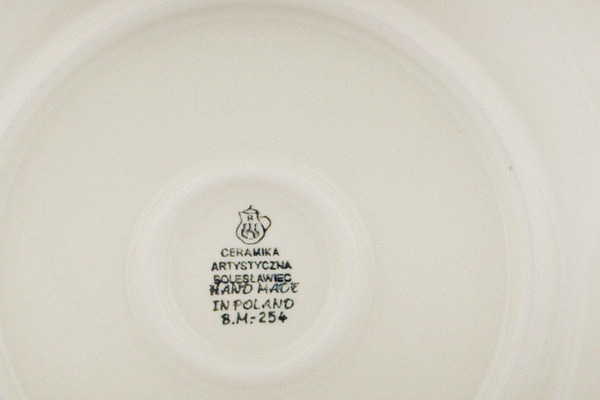 B
CERAMIKA
ARTYSTYCZNA
BOLESŁAWIEC
HAND MADE
IN POLAND
B.M.-254